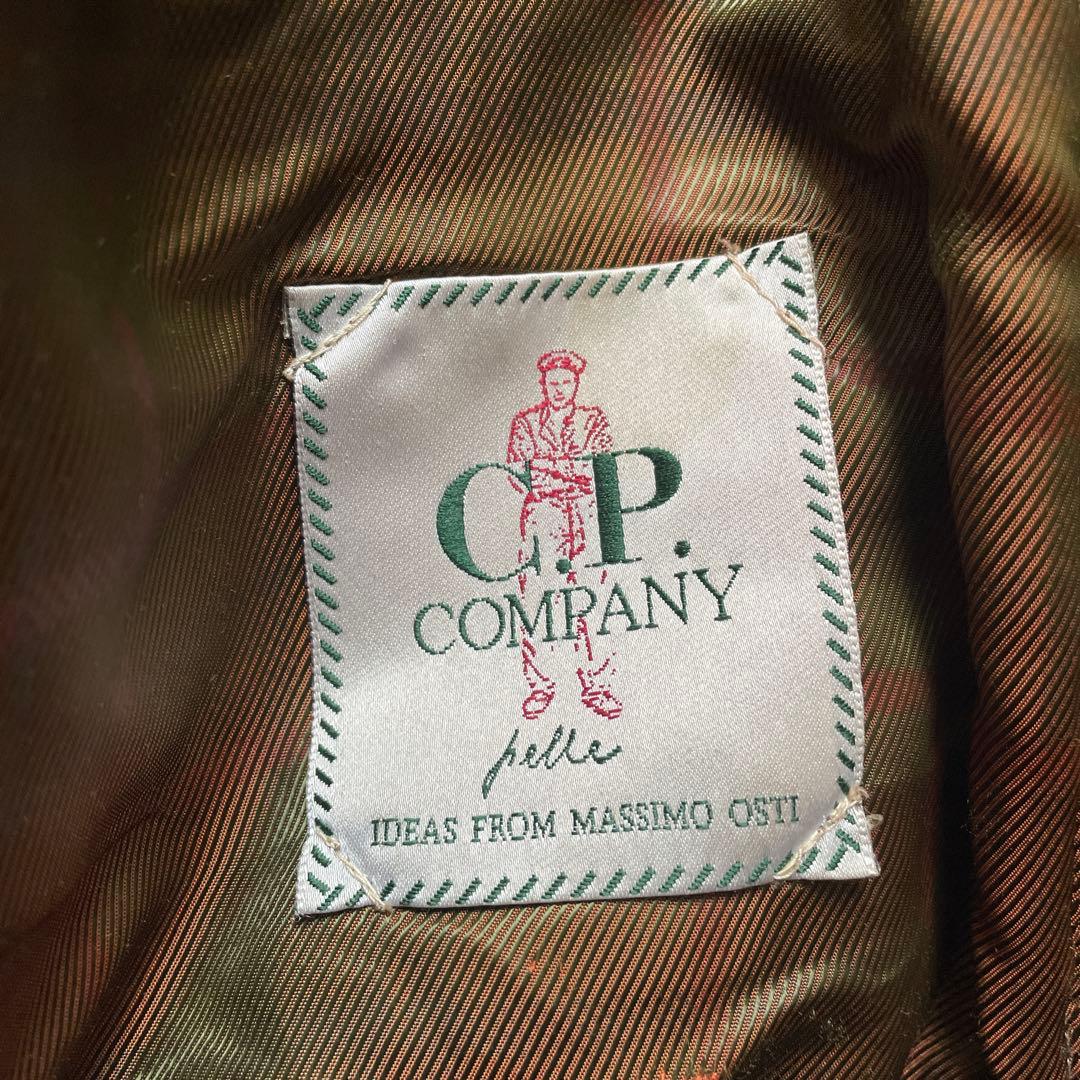 C.P.
COMPANY
pelle
IDEAS FROM MASSIMO OSTI